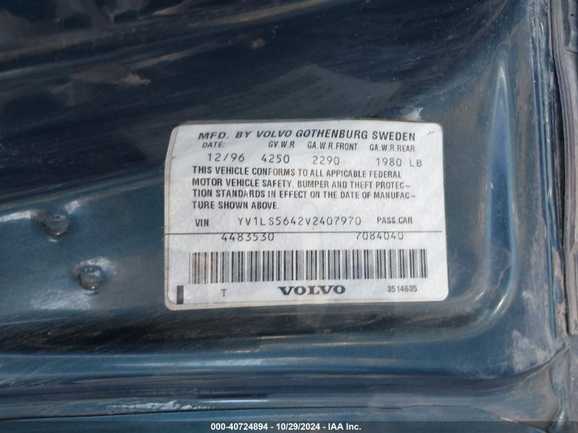 MFD. BY VOLVO GOTHENBURG SWEDEN
DATE: GV.W.R GA.W.R.FRONT GA.W.R.REAR
12/96 4250 2290 1980 LB
THIS VEHICLE CONFORMS TO ALL APPLICABLE FEDERAL
MOTOR VEHICLE SAFETY, BUMPER AND THEFT PROTEC-
TION STANDARDS IN EFFECT ON THE DATE OF MANUFAC-
TURE SHOWN ABOVE.
VIN YV1LS5642V2407970 PASS.CAR
4483530 7084040
T VOLVO 3514635
000-40724894 - 10/29/2024 - IAA Inc.